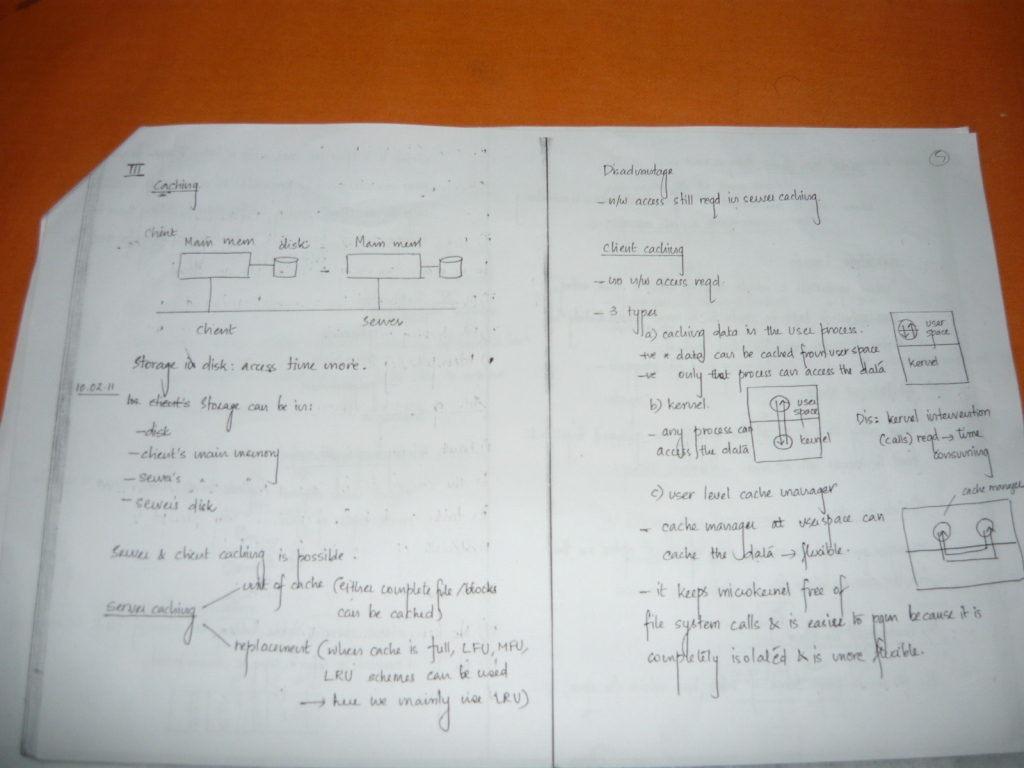 III
Caching
client
Main mem disk Main mem
client server
Storage in disk: access time more.
10.02.11
In client's Storage can be in:
- disk
- client's main memory
- server's " "
- server's disk
Server & client caching is possible.
unit of cache (either complete file/blocks
can be cached)
Server caching
replacement (when cache is full, LFU, MFU,
LRU schemes can be used
→ here we mainly use LRU)
5
Disadvantage
- n/w access still reqd in server caching
Client caching
- no n/w access reqd.
- 3 types
a) caching data in the user process.
+ve * data can be cached from user space
-ve only that process can access the data
user
space
kernel
b) kernel.
- any process can
access the data
user
space
kernel
Dis: kernel intervention
(calls) reqd → time
consuming
c) user level cache manager
cache manager
- cache manager at userspace can
cache the data → flexible.
- it keeps microkernel free of
file system calls & is easier to pgm because it is
completely isolated & is more flexible.